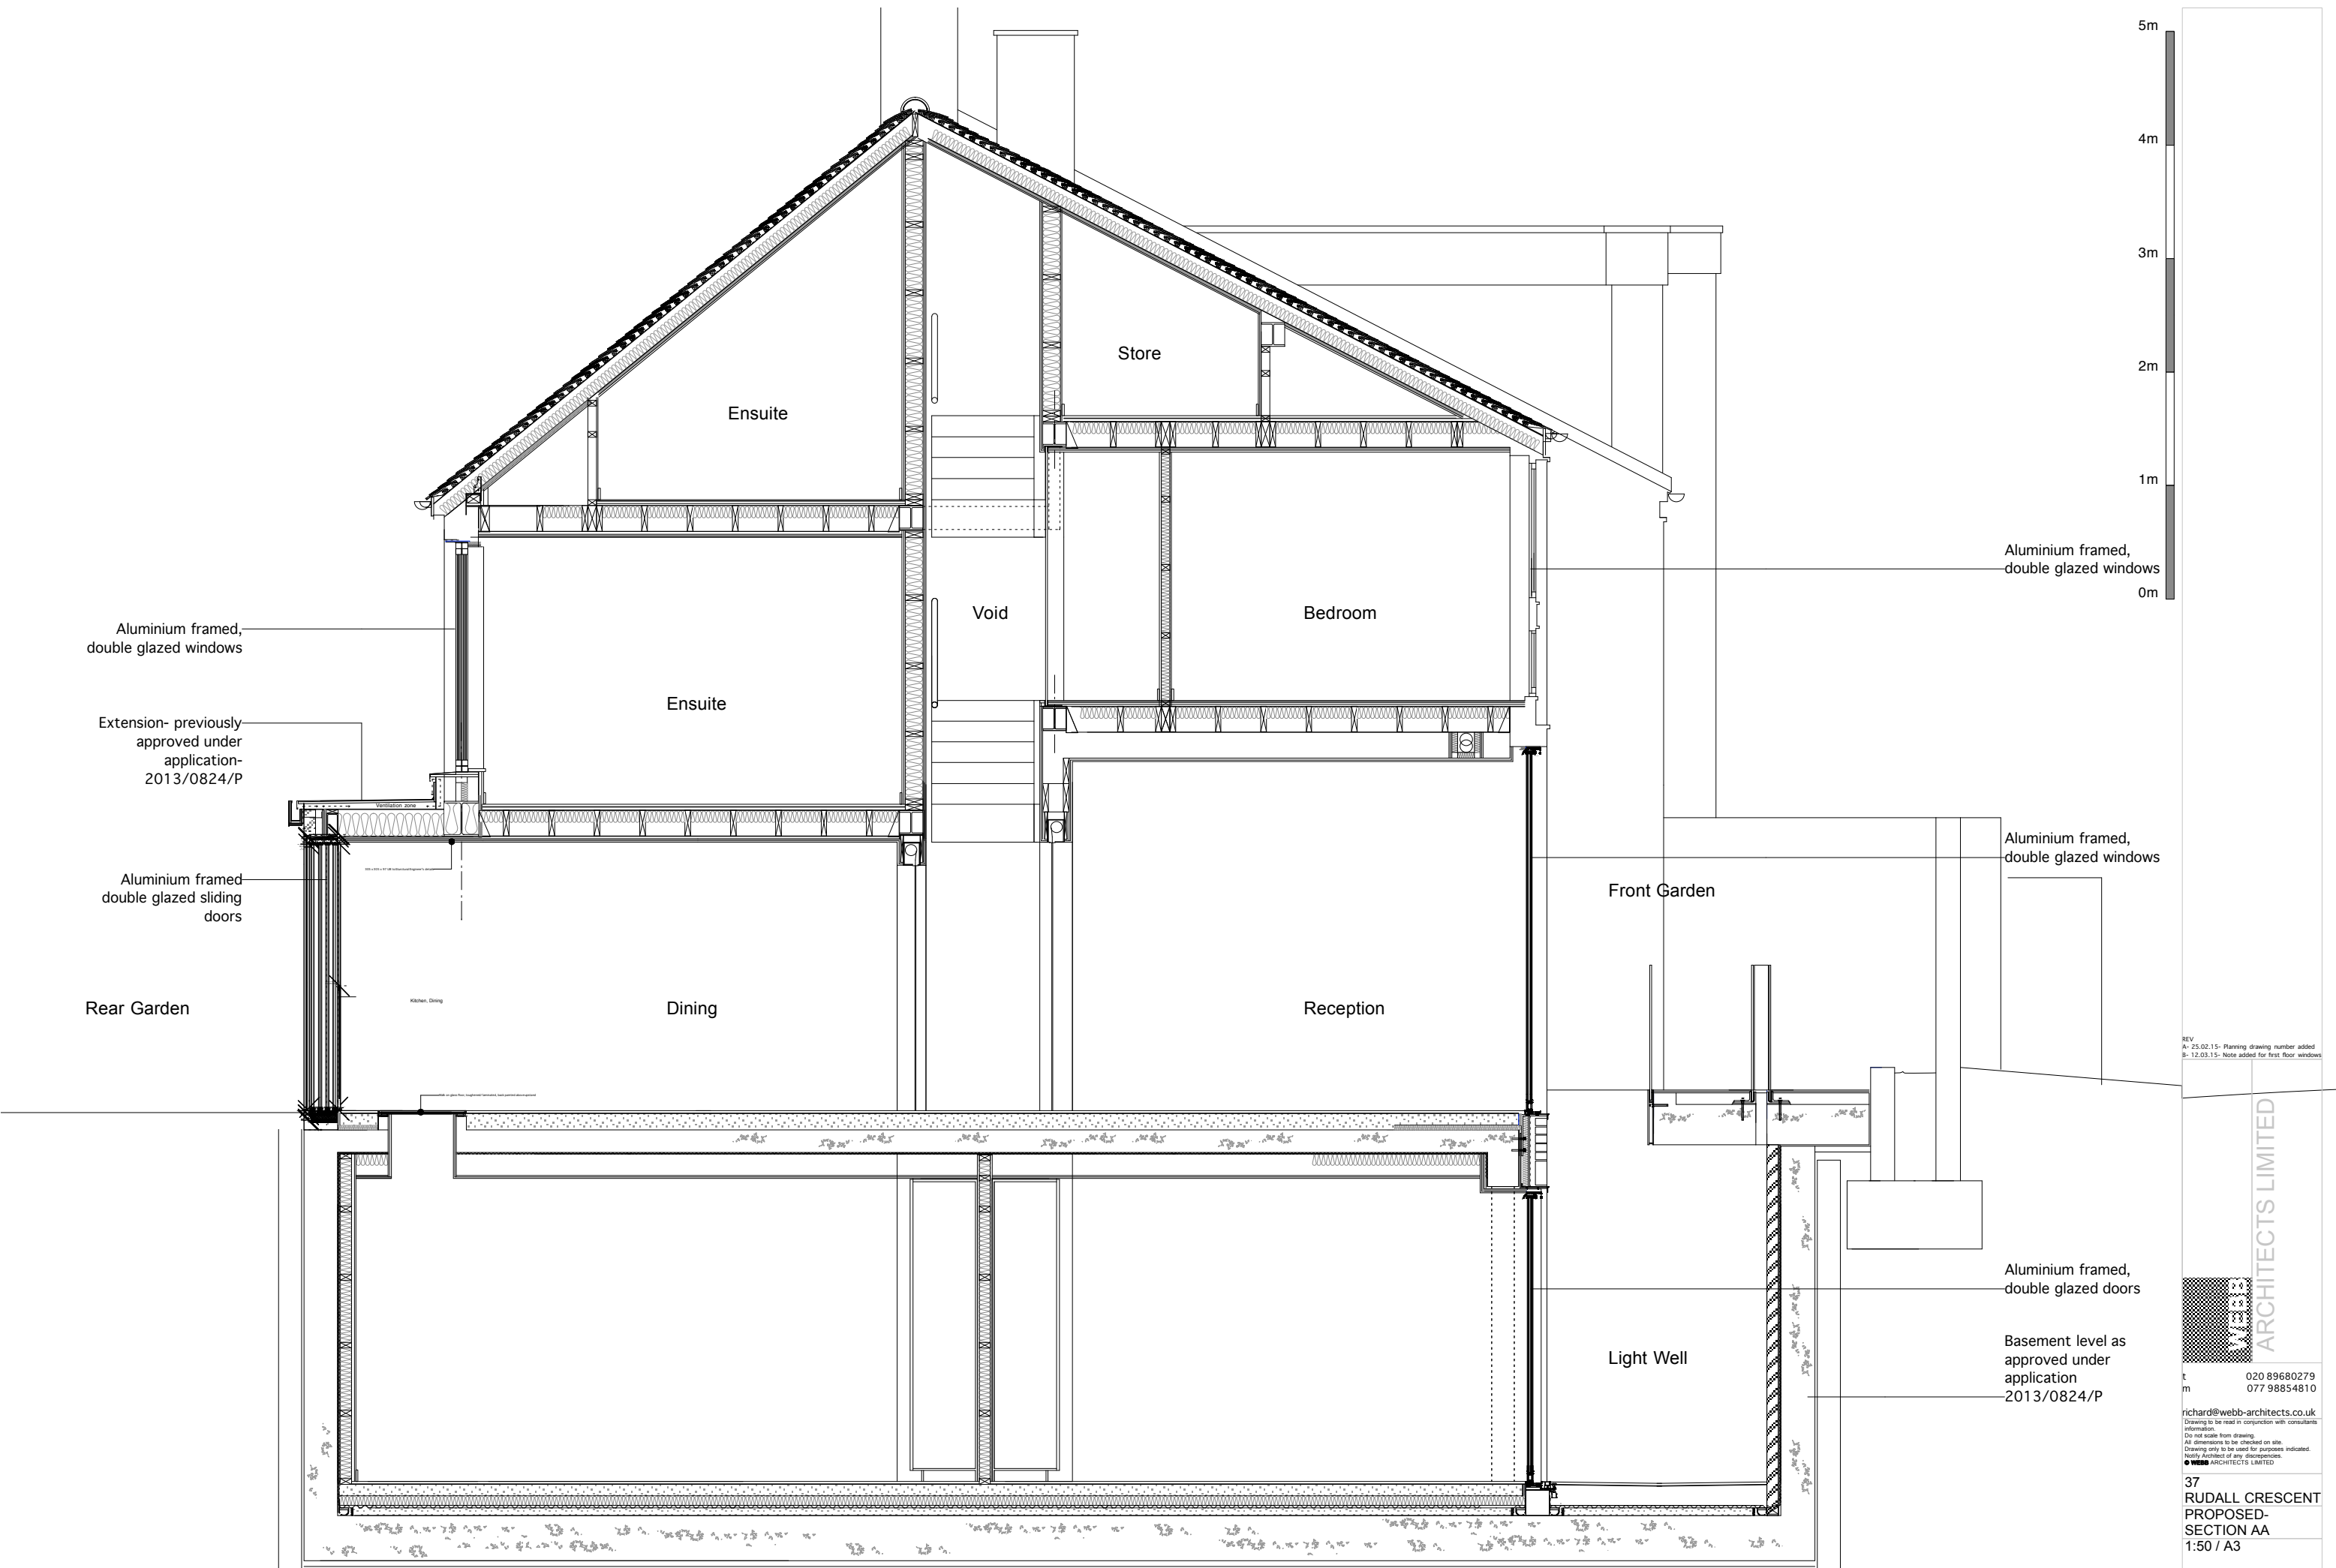 5m
4m
3m
2m
1m
0m
Store
Ensuite
Aluminium framed,
double glazed windows
Void
Bedroom
Aluminium framed,
double glazed windows
Ensuite
Extension- previously
approved under
application-
2013/0824/P
Ventilation zone
Aluminium framed,
double glazed windows
Aluminium framed
double glazed sliding
doors
Front Garden
Rear Garden
Kitchen, Dining
Dining
Reception
Aluminium framed,
double glazed doors
Light Well
Basement level as
approved under
application
2013/0824/P
REV
A- 25.02.15- Planning drawing number added
B- 12.03.15- Note added for first floor windows
WEBB
ARCHITECTS LIMITED
t 020 89680279
m 077 98854810
richard@webb-architects.co.uk
Drawing to be read in conjunction with consultants
information.
Do not scale from drawing.
All dimensions to be checked on site.
Drawing only to be used for purposes indicated.
Notify Architect of any discrepencies.
© WEBB ARCHITECTS LIMITED
37
RUDALL CRESCENT
PROPOSED-
SECTION AA
1:50 / A3